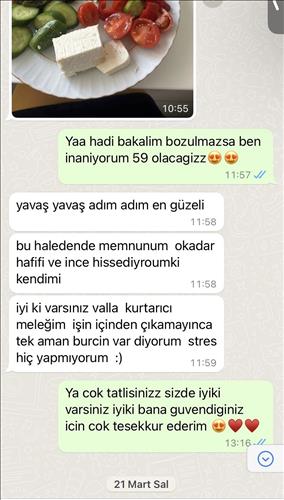 10:55
Yaa hadi bakalim bozulmazsa ben
inaniyorum 59 olacagizz😍😍
11:57
yavaş yavaş adım adım en güzeli
11:58
bu haledende memnunum okadar
hafifi ve ince hissediyroumki
kendimi
11:58
iyi ki varsınız valla kurtarıcı
meleğim işin içinden çıkamayınca
tek aman burcin var diyorum stres
hiç yapmıyorum :)
11:59
Ya cok tatlisinizz sizde iyiki
varsiniz iyiki bana guvendiginiz
icin cok tesekkur ederim 😍❤️❤️
13:16
21 Mart Sal